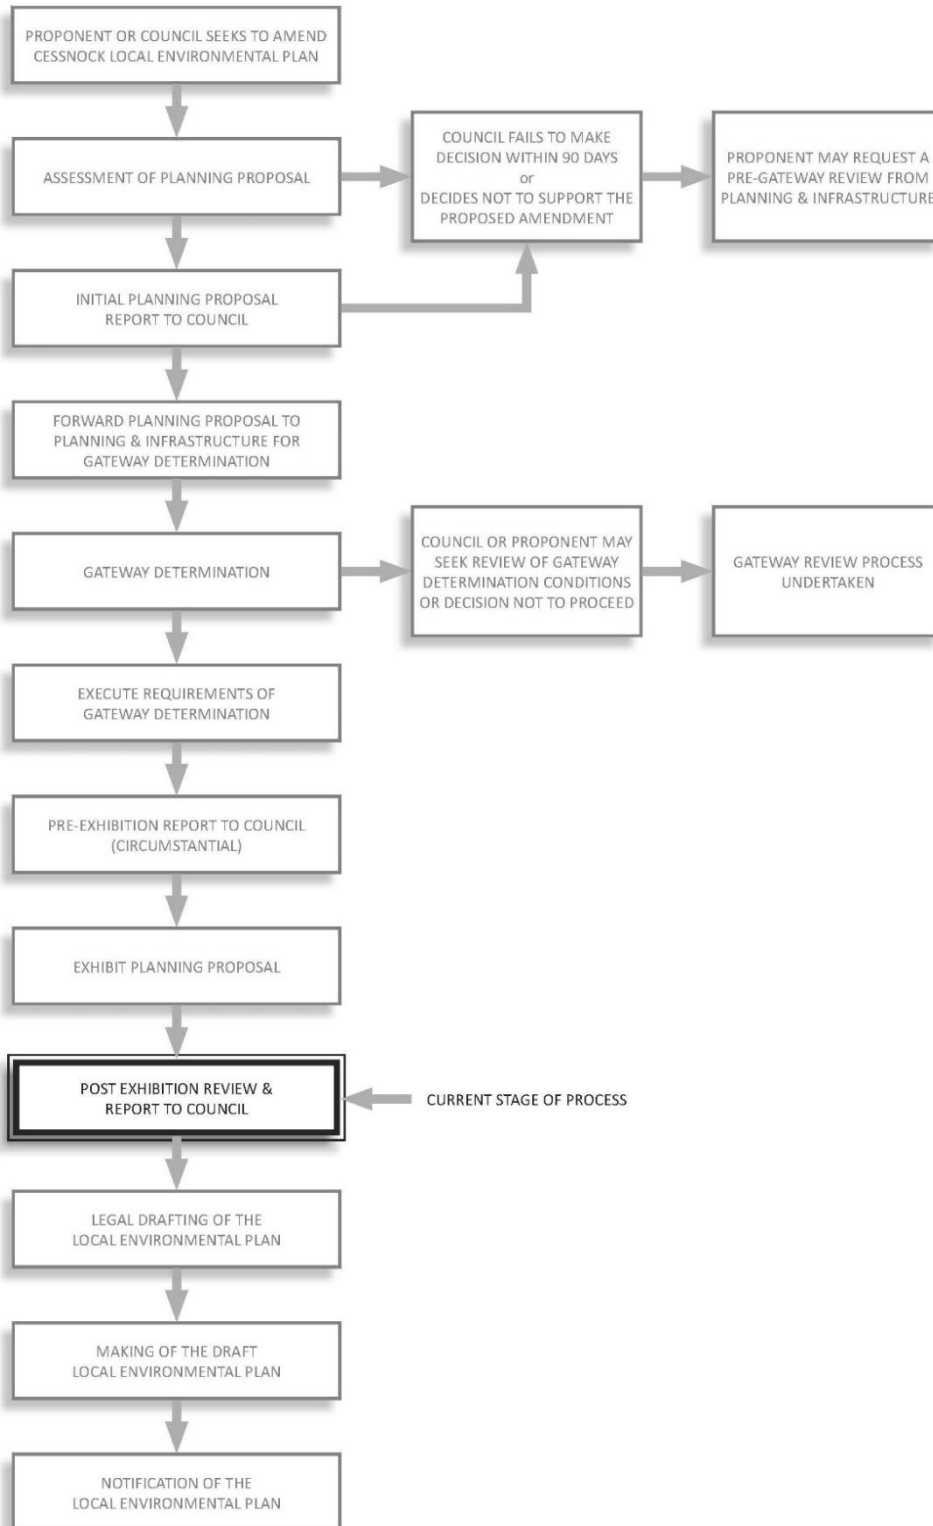 PROPONENT OR COUNCIL SEEKS TO AMEND
CESSNOCK LOCAL ENVIRONMENTAL PLAN
ASSESSMENT OF PLANNING PROPOSAL
COUNCIL FAILS TO MAKE
DECISION WITHIN 90 DAYS
or
DECIDES NOT TO SUPPORT THE
PROPOSED AMENDMENT
PROPONENT MAY REQUEST A
PRE-GATEWAY REVIEW FROM
PLANNING & INFRASTRUCTURE
INITIAL PLANNING PROPOSAL
REPORT TO COUNCIL
FORWARD PLANNING PROPOSAL TO
PLANNING & INFRASTRUCTURE FOR
GATEWAY DETERMINATION
GATEWAY DETERMINATION
COUNCIL OR PROPONENT MAY
SEEK REVIEW OF GATEWAY
DETERMINATION CONDITIONS
OR DECISION NOT TO PROCEED
GATEWAY REVIEW PROCESS
UNDERTAKEN
EXECUTE REQUIREMENTS OF
GATEWAY DETERMINATION
PRE-EXHIBITION REPORT TO COUNCIL
(CIRCUMSTANTIAL)
EXHIBIT PLANNING PROPOSAL
POST EXHIBITION REVIEW &
REPORT TO COUNCIL
CURRENT STAGE OF PROCESS
LEGAL DRAFTING OF THE
LOCAL ENVIRONMENTAL PLAN
MAKING OF THE DRAFT
LOCAL ENVIRONMENTAL PLAN
NOTIFICATION OF THE
LOCAL ENVIRONMENTAL PLAN